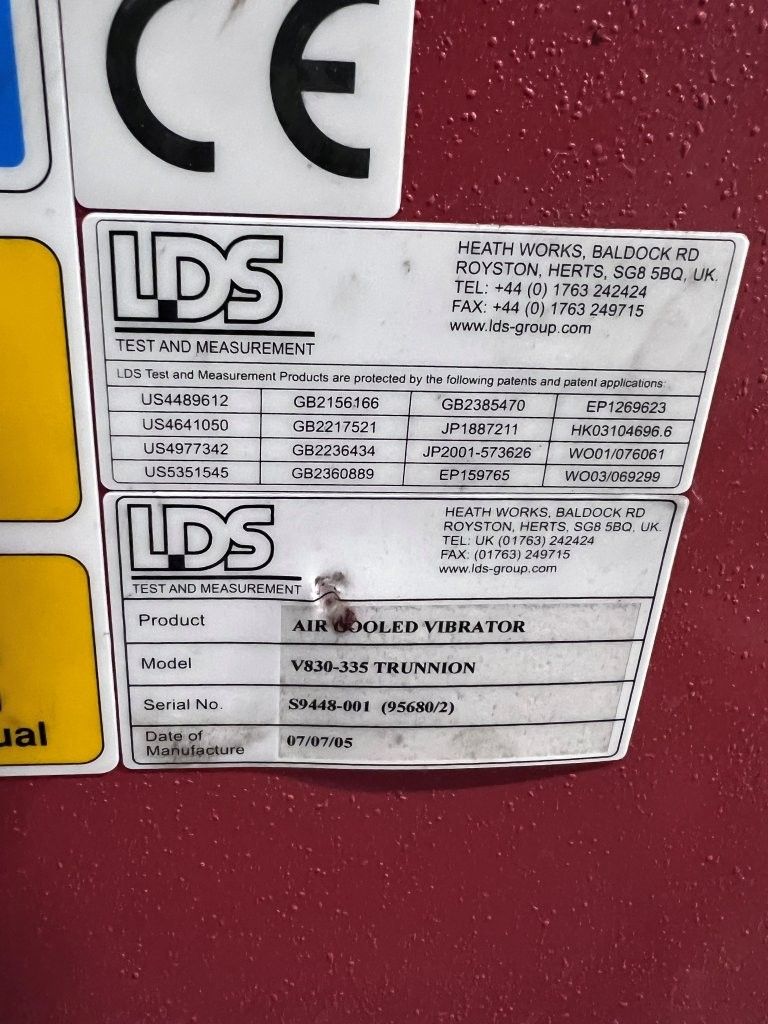 CE
LDS
TEST AND MEASUREMENT
HEATH WORKS, BALDOCK RD
ROYSTON, HERTS, SG8 5BQ, UK.
TEL: +44 (0) 1763 242424
FAX: +44 (0) 1763 249715
www.lds-group.com
LDS Test and Measurement Products are protected by the following patents and patent applications:
US4489612 GB2156166 GB2385470 EP1269623
US4641050 GB2217521 JP1887211 HK03104696.6
US4977342 GB2236434 JP2001-573626 WO01/076061
US5351545 GB2360889 EP159765 WO03/069299
LDS
TEST AND MEASUREMENT
HEATH WORKS, BALDOCK RD
ROYSTON, HERTS, SG8 5BQ, UK.
TEL: UK (01763) 242424
FAX: (01763) 249715
www.lds-group.com
Product AIR COOLED VIBRATOR
Model V830-335 TRUNNION
Serial No. S9448-001 (95680/2)
Date of
Manufacture 07/07/05
ual